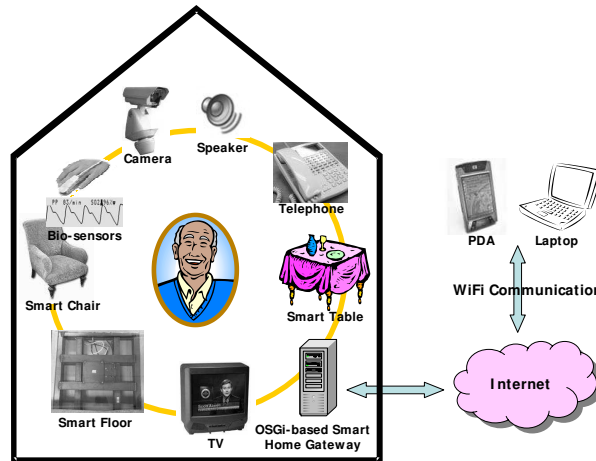 Camera
Speaker
Telephone
PDA
Laptop
Bio-sensors
WiFi Communication
Smart Chair
Smart Table
Internet
Smart Floor
TV
OSGi-based Smart
Home Gateway